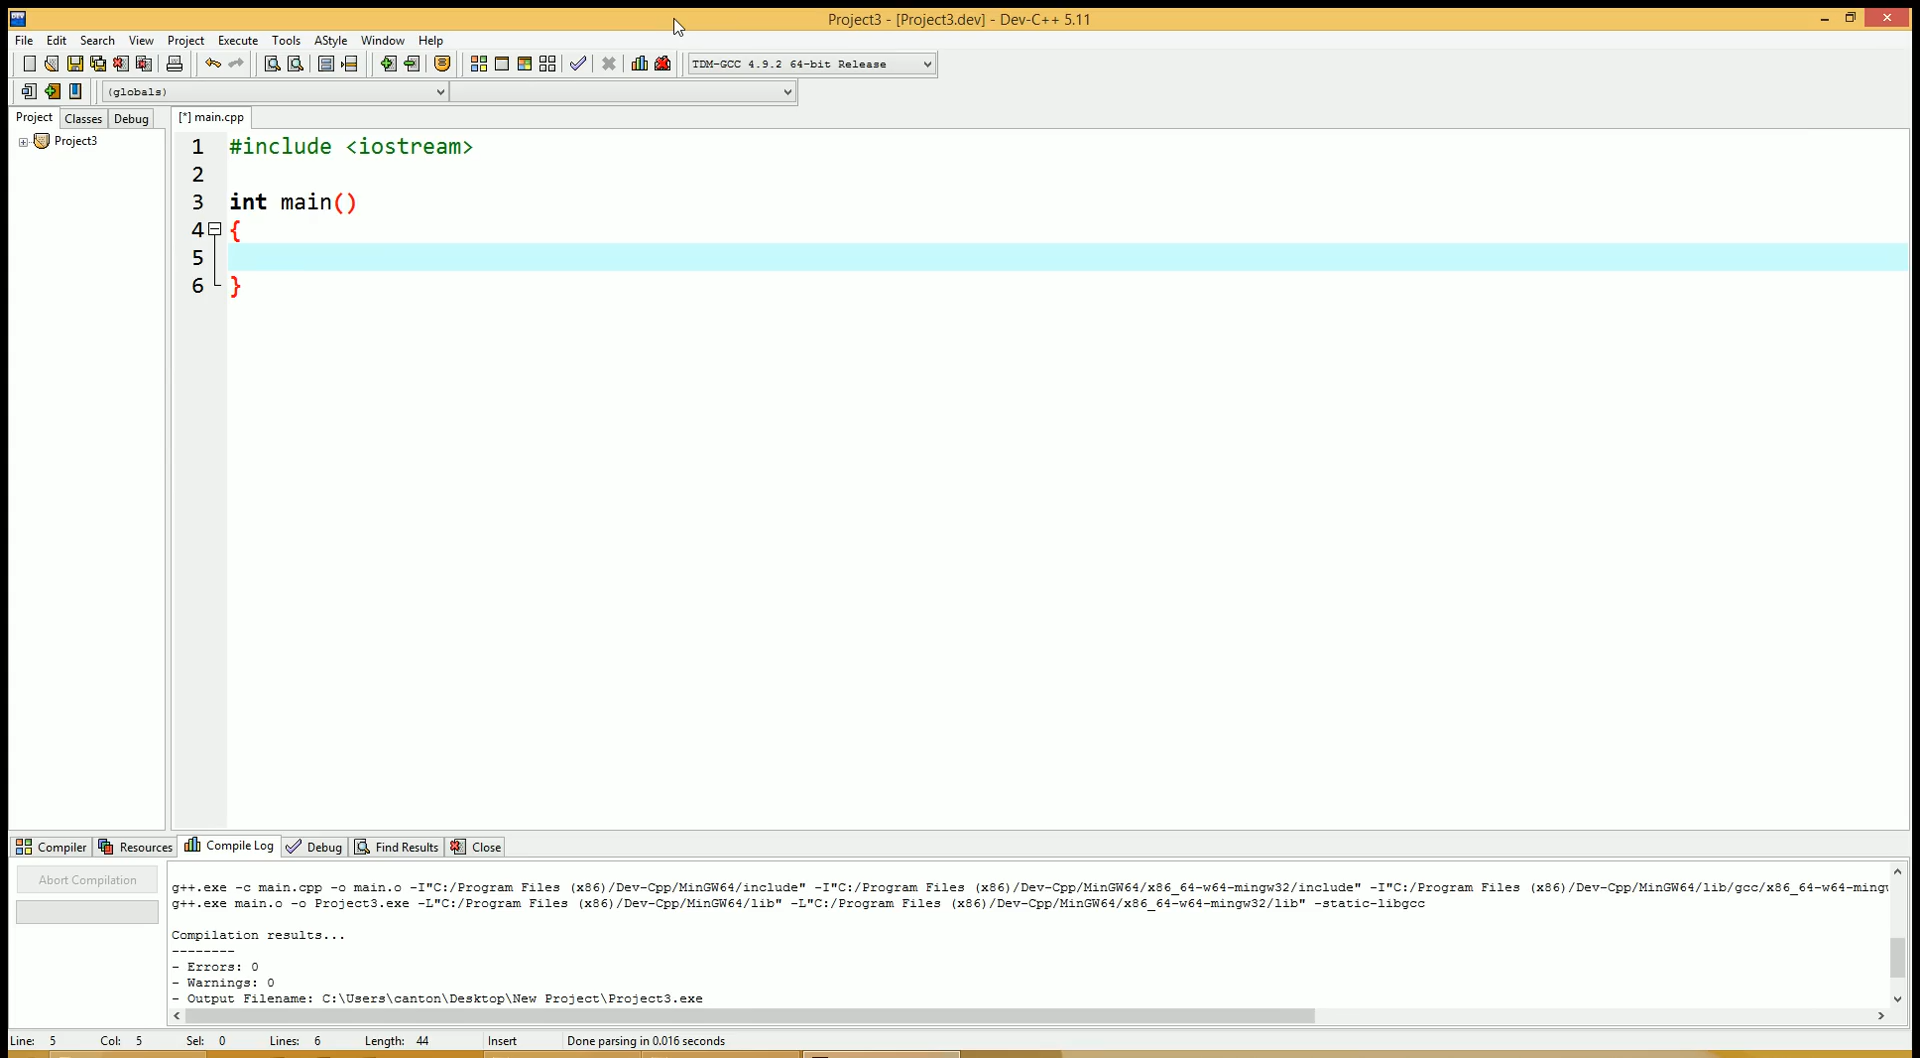 Project3 - [Project3.dev] - Dev-C++ 5.11
File Edit Search View Project Execute Tools AStyle Window Help
TDM-GCC 4.9.2 64-bit Release
(globals)
Project Classes Debug [*] main.cpp
Project3
1 #include <iostream>
2
3 int main()
4 {
5
6 }
Compiler Resources Compile Log Debug Find Results Close
Abort Compilation
g++.exe -c main.cpp -o main.o -I"C:/Program Files (x86)/Dev-Cpp/MinGW64/include" -I"C:/Program Files (x86)/Dev-Cpp/MinGW64/x86_64-w64-mingw32/include" -I"C:/Program Files (x86)/Dev-Cpp/MinGW64/lib/gcc/x86_64-w64-mingw
g++.exe main.o -o Project3.exe -L"C:/Program Files (x86)/Dev-Cpp/MinGW64/lib" -L"C:/Program Files (x86)/Dev-Cpp/MinGW64/x86_64-w64-mingw32/lib" -static-libgcc
Compilation results...
--------
- Errors: 0
- Warnings: 0
- Output Filename: C:\Users\canton\Desktop\New Project\Project3.exe
Line: 5 Col: 5 Sel: 0 Lines: 6 Length: 44 Insert Done parsing in 0.016 seconds